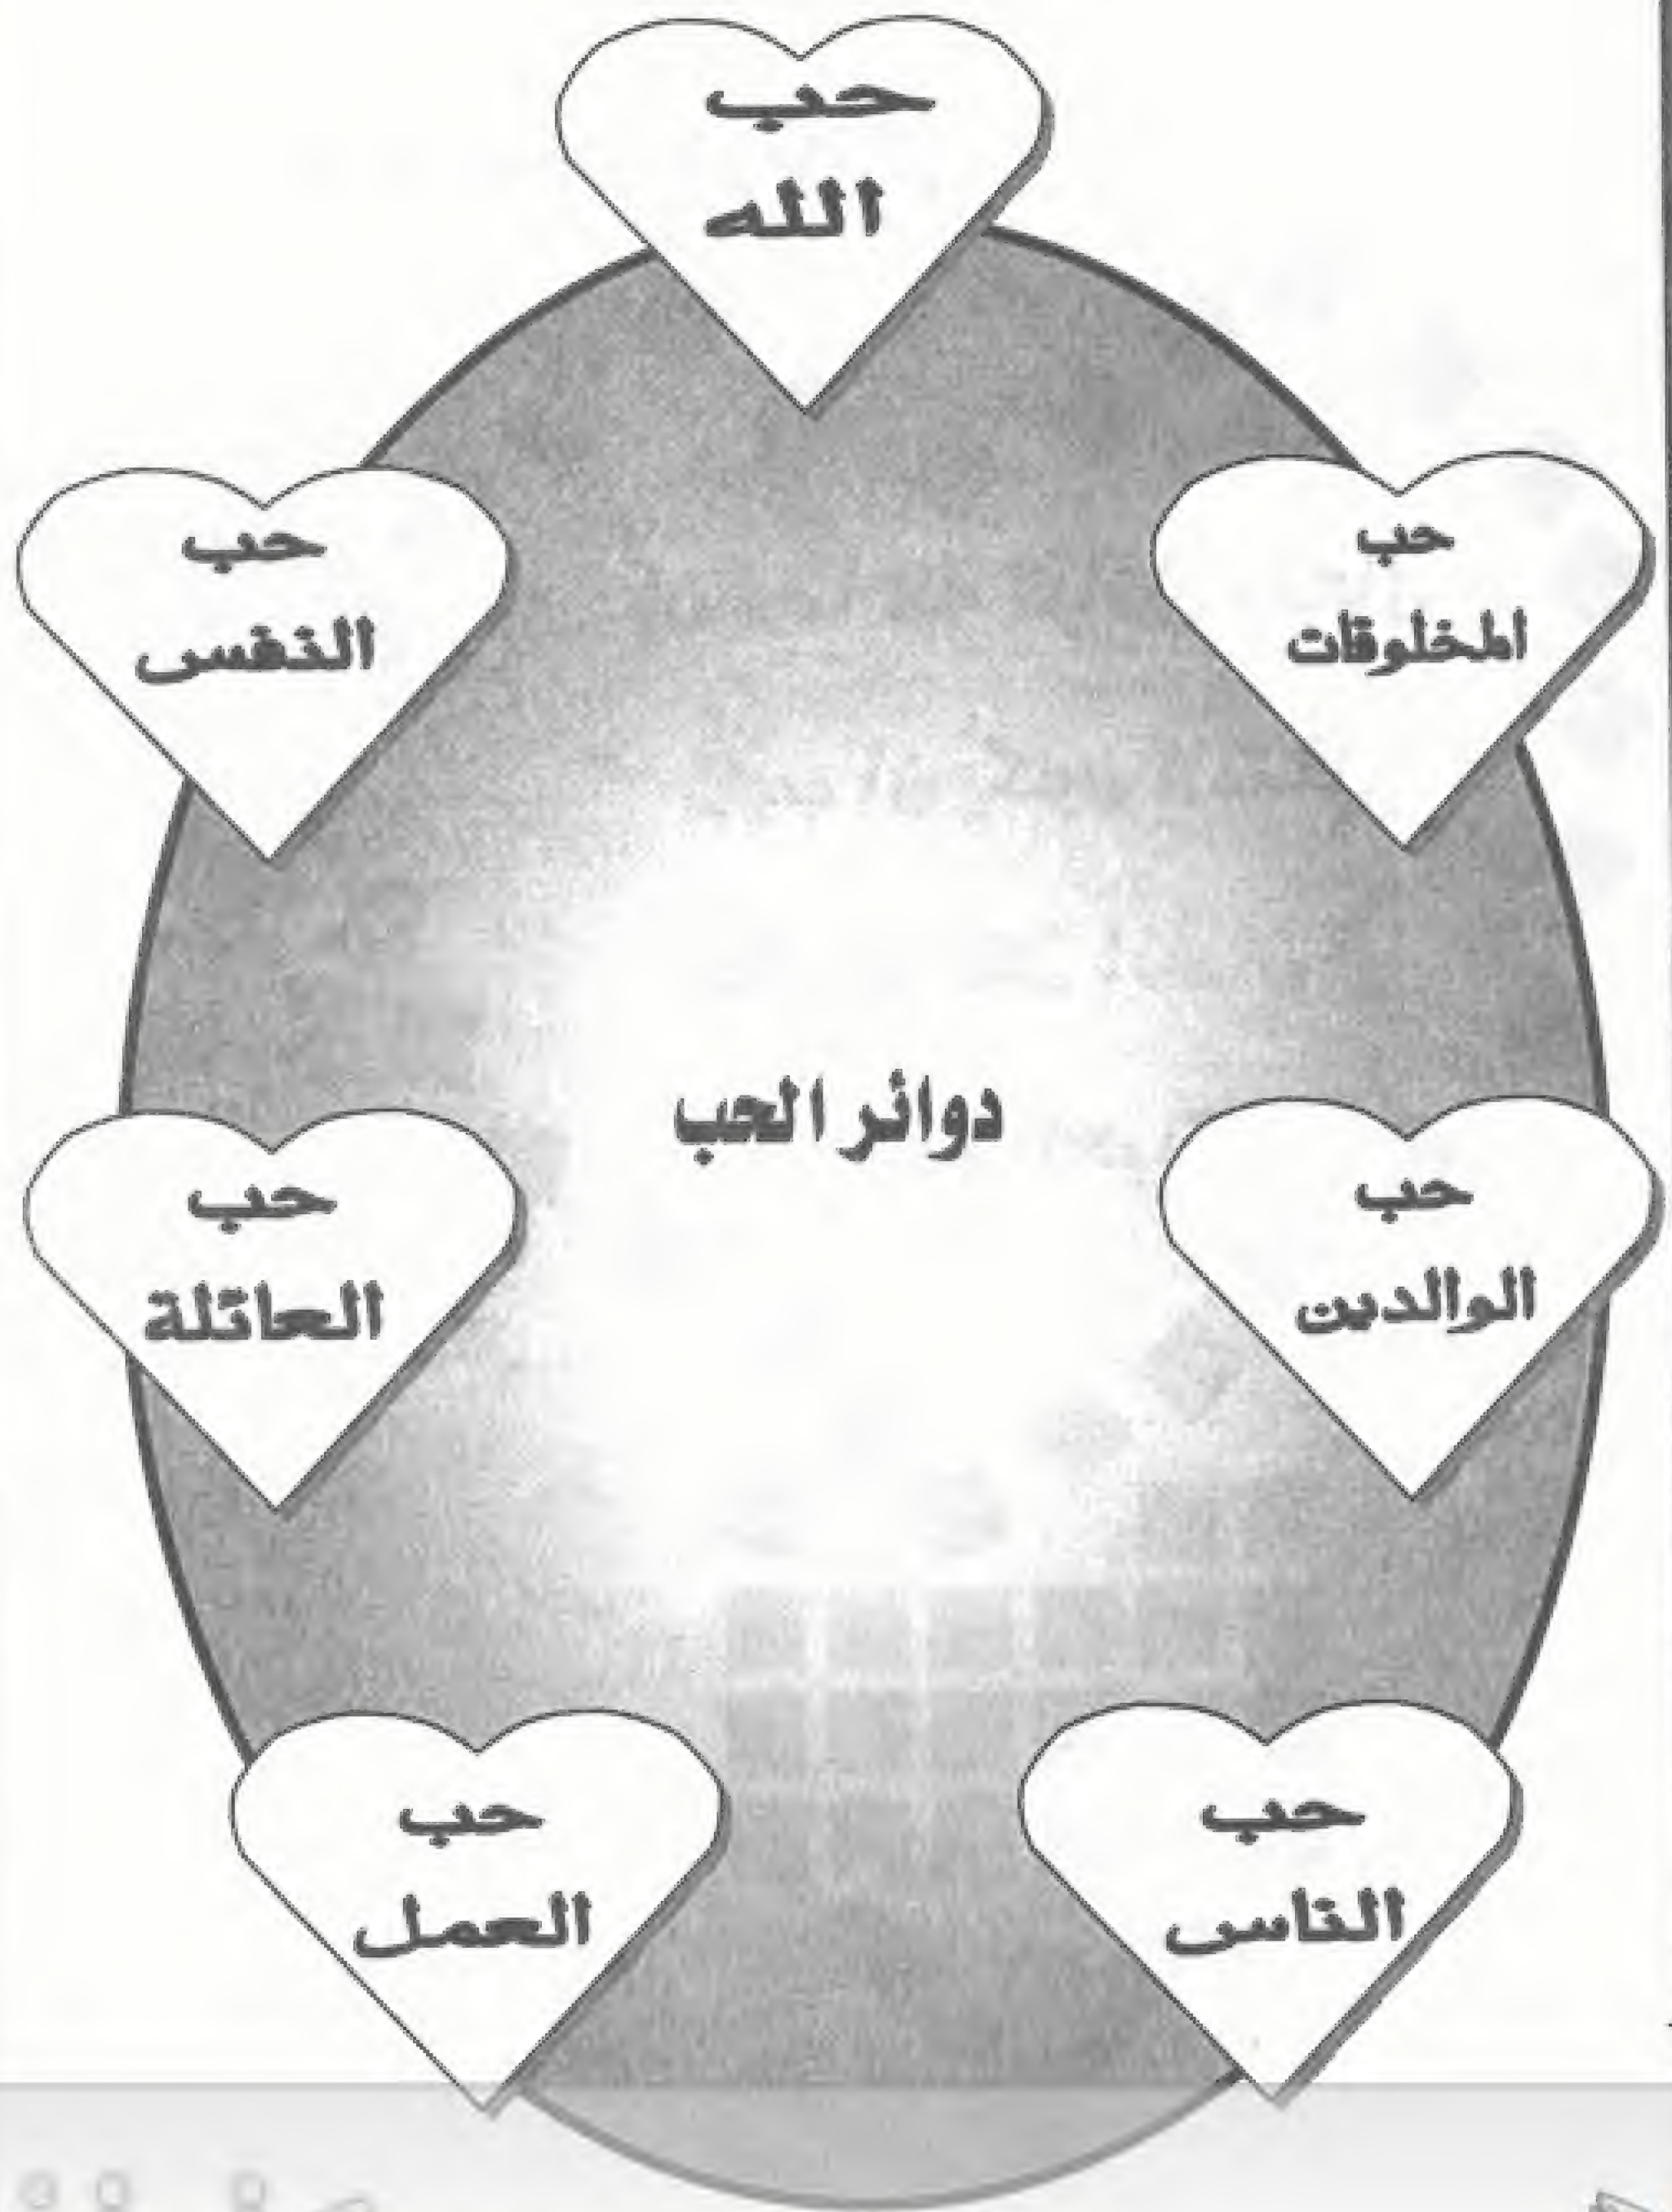 حب
الله
حب
المخلوقات
حب
النفس
دوائر الحب
حب
الوالدين
حب
العائلة
حب
الناس
حب
العمل